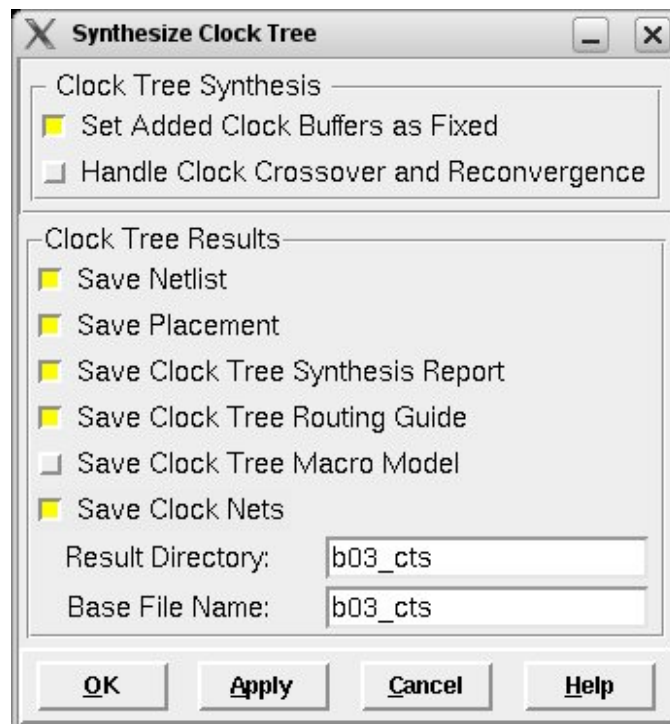 Synthesize Clock Tree
Clock Tree Synthesis
Set Added Clock Buffers as Fixed
Handle Clock Crossover and Reconvergence
Clock Tree Results
Save Netlist
Save Placement
Save Clock Tree Synthesis Report
Save Clock Tree Routing Guide
Save Clock Tree Macro Model
Save Clock Nets
Result Directory: b03_cts
Base File Name: b03_cts
OK Apply Cancel Help